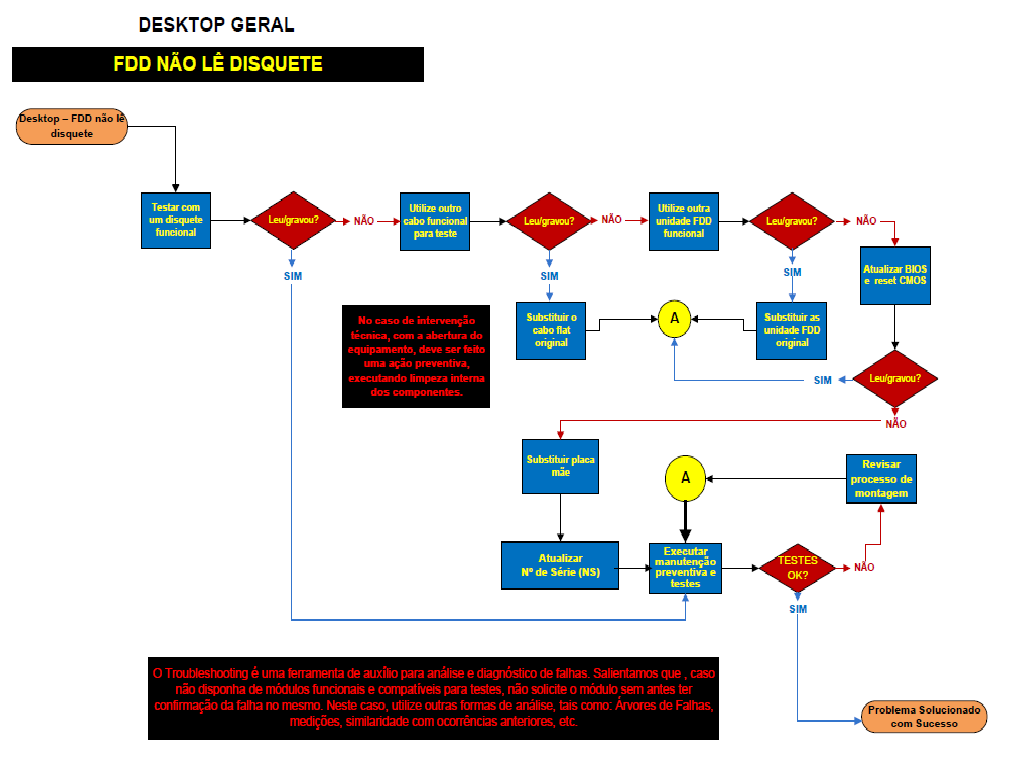 DESKTOP GERAL
FDD NÃO LÊ DISQUETE
Desktop – FDD não lê
disquete
Testar com
um disquete
funcional
Leu/gravou?
NÃO
SIM
Utilize outro
cabo funcional
para teste
Leu/gravou?
NÃO
SIM
Utilize outra
unidade FDD
funcional
Leu/gravou?
NÃO
SIM
Atualizar BIOS
e reset CMOS
Substituir o
cabo flat
original
A
Substituir as
unidade FDD
original
No caso de intervenção
técnica, com a abertura do
equipamento, deve ser feito
uma ação preventiva,
executando limpeza interna
dos componentes.
Leu/gravou?
SIM
NÃO
Substituir placa
mãe
A
Revisar
processo de
montagem
Atualizar
Nº de Série (NS)
Executar
manutenção
preventiva e
testes
TESTES
OK?
NÃO
SIM
O Troubleshooting é uma ferramenta de auxílio para análise e diagnóstico de falhas. Salientamos que , caso
não disponha de módulos funcionais e compatíveis para testes, não solicite o módulo sem antes ter
confirmação da falha no mesmo. Neste caso, utilize outras formas de análise, tais como: Árvores de Falhas,
medições, similaridade com ocorrências anteriores, etc.
Problema Solucionado
com Sucesso